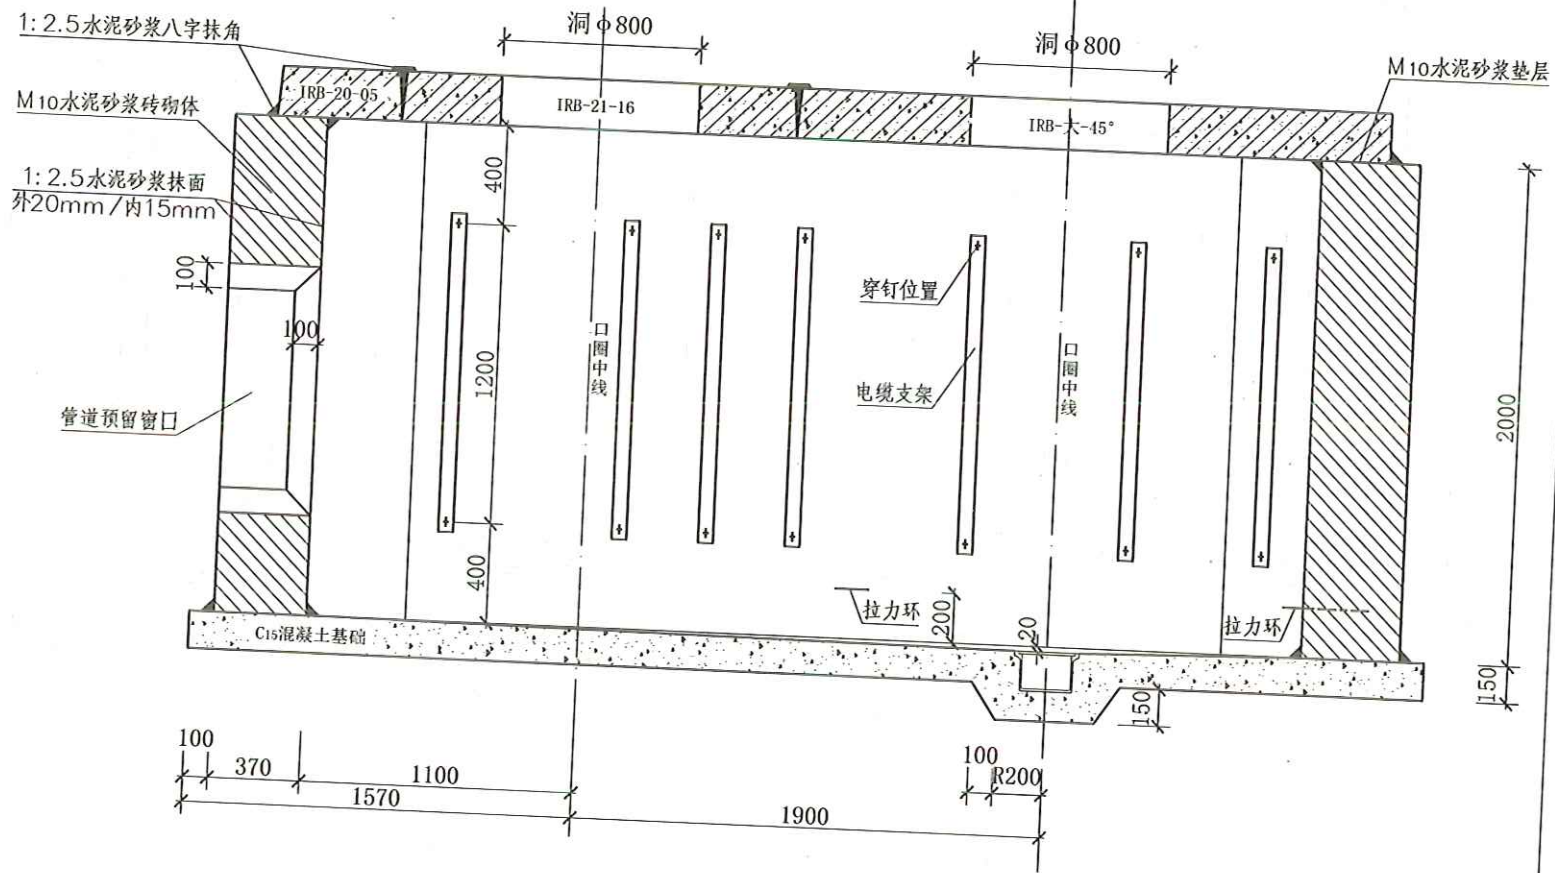 1:2.5水泥砂浆八字抹角
洞φ800
洞φ800
M10水泥砂浆垫层
IRB-20-05
IRB-21-16
IRB-大-45°
M10水泥砂浆砖砌体
400
1:2.5水泥砂浆抹面
外20mm/内15mm
100
穿钉位置
100
口圈中线
口圈中线
1200
电缆支架
2000
管道预留窗口
400
拉力环
200
20
拉力环
C15混凝土基础
150
150
100
370
1100
100
R200
1570
1900